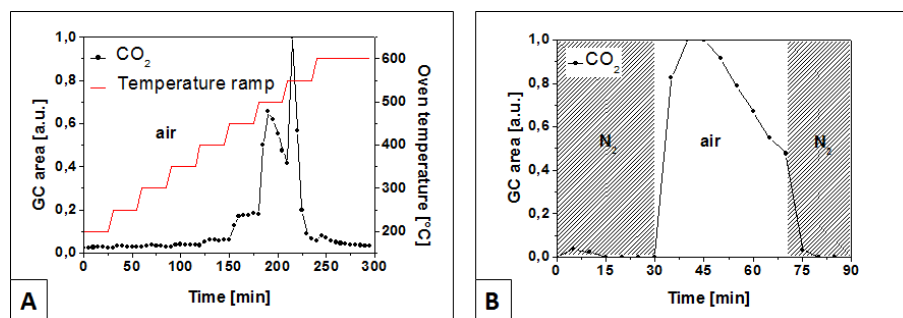 1,0
0,8
0,6
0,4
0,2
0,0
GC area [a.u.]
CO2
Temperature ramp
air
600
500
400
300
200
Oven temperature [°C]
0 50 100 150 200 250 300
Time [min]
A
1,0
0,8
0,6
0,4
0,2
0,0
GC area [a.u.]
CO2
N2
air
N2
0 15 30 45 60 75 90
Time [min]
B